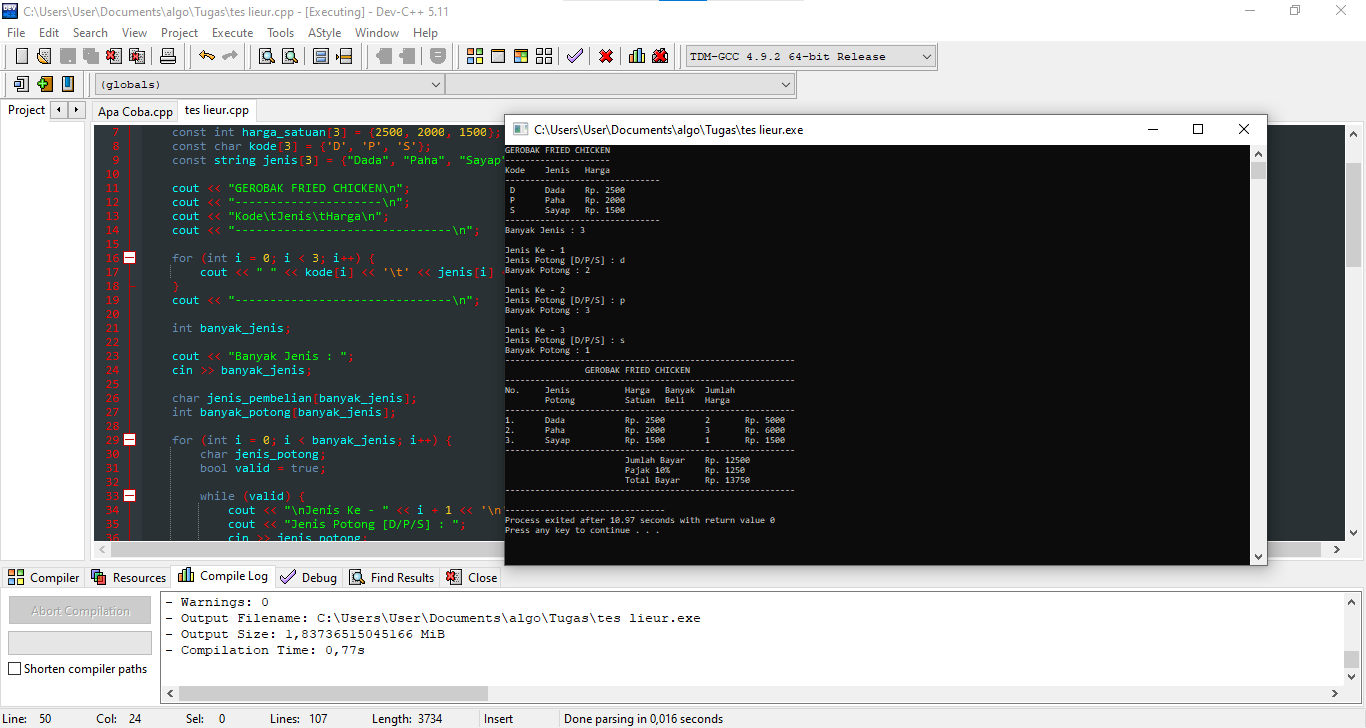 C:\Users\User\Documents\algo\Tugas\tes lieur.cpp - [Executing] - Dev-C++ 5.11
File Edit Search View Project Execute Tools AStyle Window Help
TDM-GCC 4.9.2 64-bit Release
(globals)
Project
Apa Coba.cpp tes lieur.cpp
7 const int harga_satuan[3] = {2500, 2000, 1500};
8 const char kode[3] = {'D', 'P', 'S'};
9 const string jenis[3] = {"Dada", "Paha", "Sayap"
10
11 cout << "GEROBAK FRIED CHICKEN\n";
12 cout << "---------------------\n";
13 cout << "Kode\tJenis\tHarga\n";
14 cout << "-------------------------------\n";
15
16 for (int i = 0; i < 3; i++) {
17 cout << " " << kode[i] << '\t' << jenis[i]
18 }
19 cout << "-------------------------------\n";
20
21 int banyak_jenis;
22
23 cout << "Banyak Jenis : ";
24 cin >> banyak_jenis;
25
26 char jenis_pembelian[banyak_jenis];
27 int banyak_potong[banyak_jenis];
28
29 for (int i = 0; i < banyak_jenis; i++) {
30 char jenis_potong;
31 bool valid = true;
32
33 while (valid) {
34 cout << "\nJenis Ke - " << i + 1 << '\n
35 cout << "Jenis Potong [D/P/S] : ";
36 cin >> jenis_potong;
C:\Users\User\Documents\algo\Tugas\tes lieur.exe
GEROBAK FRIED CHICKEN
---------------------
Kode Jenis Harga
-------------------------------
D Dada Rp. 2500
P Paha Rp. 2000
S Sayap Rp. 1500
-------------------------------
Banyak Jenis : 3
Jenis Ke - 1
Jenis Potong [D/P/S] : d
Banyak Potong : 2
Jenis Ke - 2
Jenis Potong [D/P/S] : p
Banyak Potong : 3
Jenis Ke - 3
Jenis Potong [D/P/S] : s
Banyak Potong : 1
----------------------------------------------------------
GEROBAK FRIED CHICKEN
----------------------------------------------------------
No. Jenis Harga Banyak Jumlah
Potong Satuan Beli Harga
----------------------------------------------------------
1. Dada Rp. 2500 2 Rp. 5000
2. Paha Rp. 2000 3 Rp. 6000
3. Sayap Rp. 1500 1 Rp. 1500
----------------------------------------------------------
Jumlah Bayar Rp. 12500
Pajak 10% Rp. 1250
Total Bayar Rp. 13750
----------------------------------------------------------
--------------------------------
Process exited after 10.97 seconds with return value 0
Press any key to continue . . .
Compiler Resources Compile Log Debug Find Results Close
Abort Compilation
Shorten compiler paths
- Warnings: 0
- Output Filename: C:\Users\User\Documents\algo\Tugas\tes lieur.exe
- Output Size: 1,83736515045166 MiB
- Compilation Time: 0,77s
Line: 50 Col: 24 Sel: 0 Lines: 107 Length: 3734 Insert Done parsing in 0,016 seconds